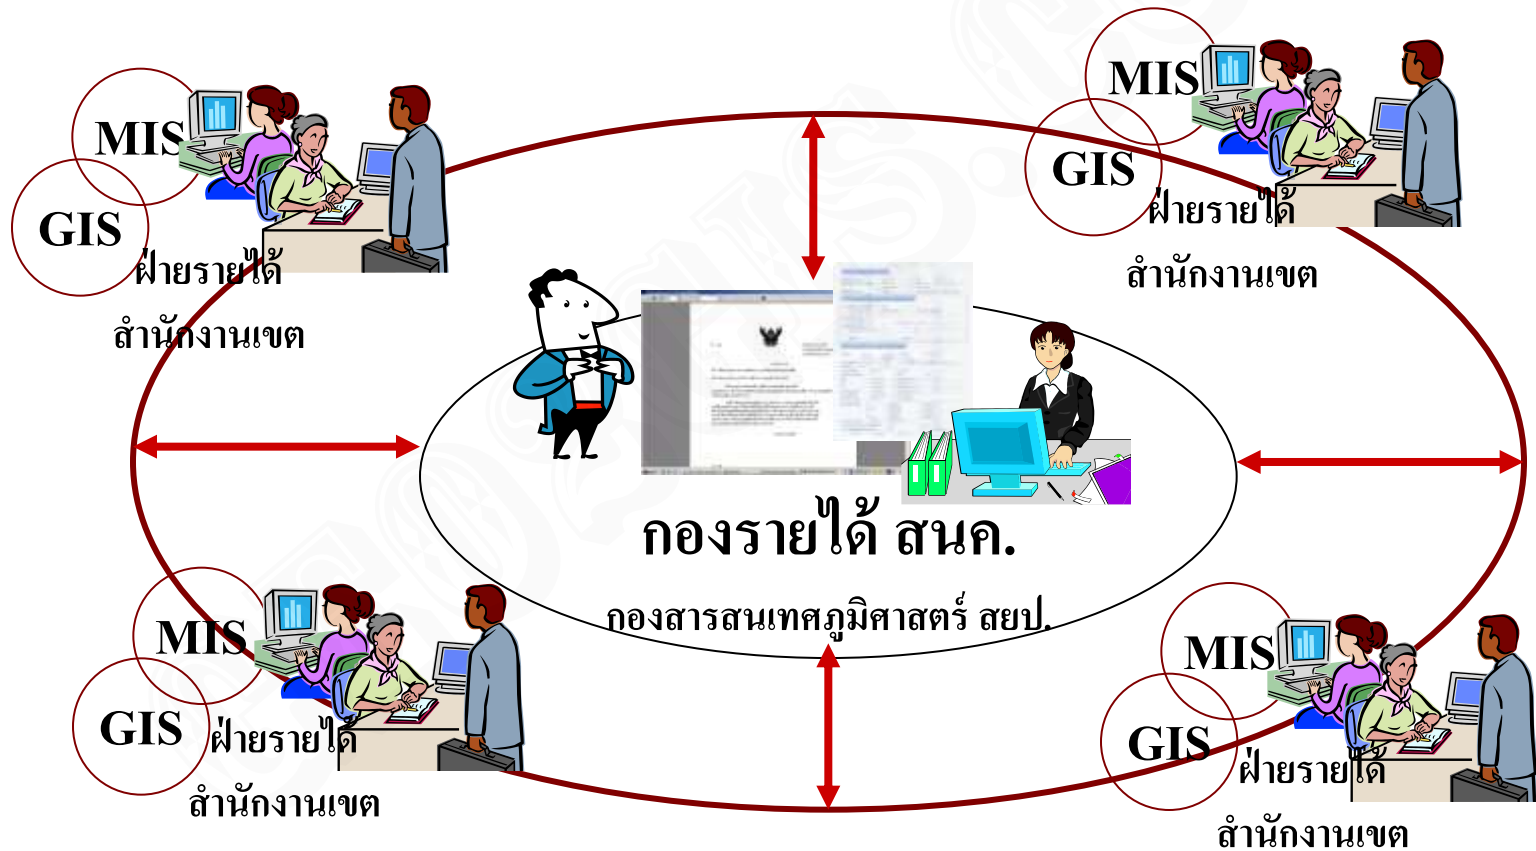 MIS
GIS
ฝ่ายรายได้
สำนักงานเขต
MIS
GIS
ฝ่ายรายได้
สำนักงานเขต
กองรายได้ สนค.
กองสารสนเทศภูมิศาสตร์ สยป.
MIS
GIS
ฝ่ายรายได้
สำนักงานเขต
MIS
GIS
ฝ่ายรายได้
สำนักงานเขต